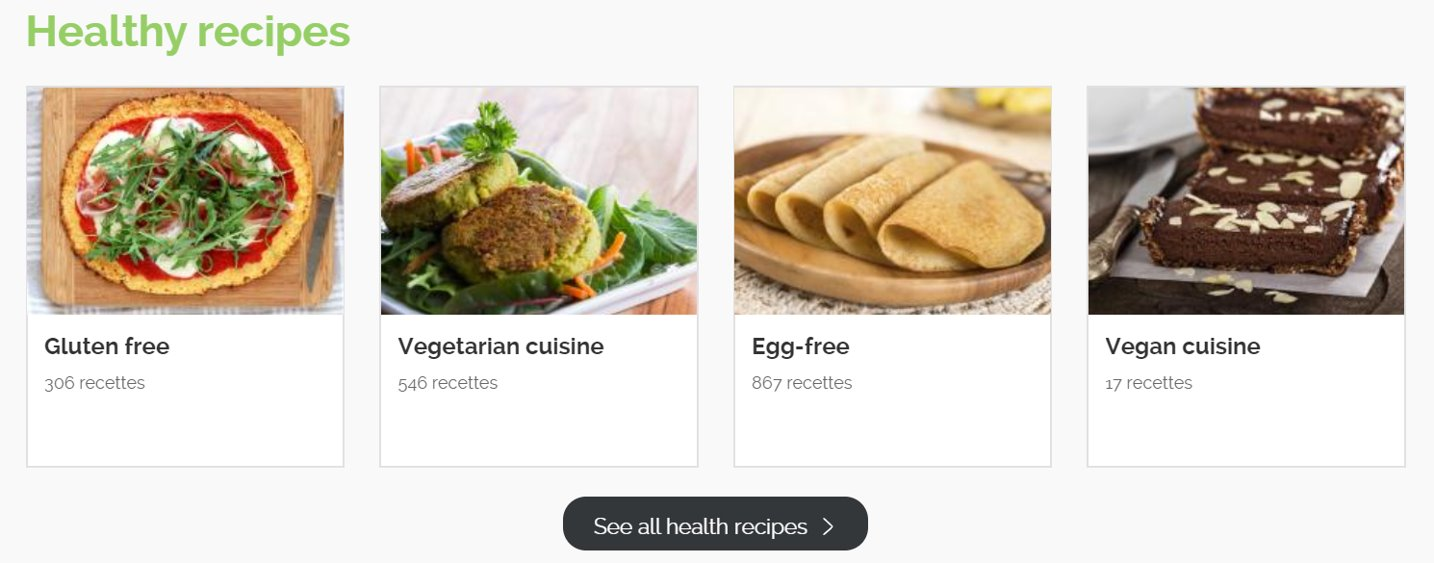 Healthy recipes
Gluten free
306 recettes
Vegetarian cuisine
546 recettes
Egg-free
867 recettes
Vegan cuisine
17 recettes
See all health recipes